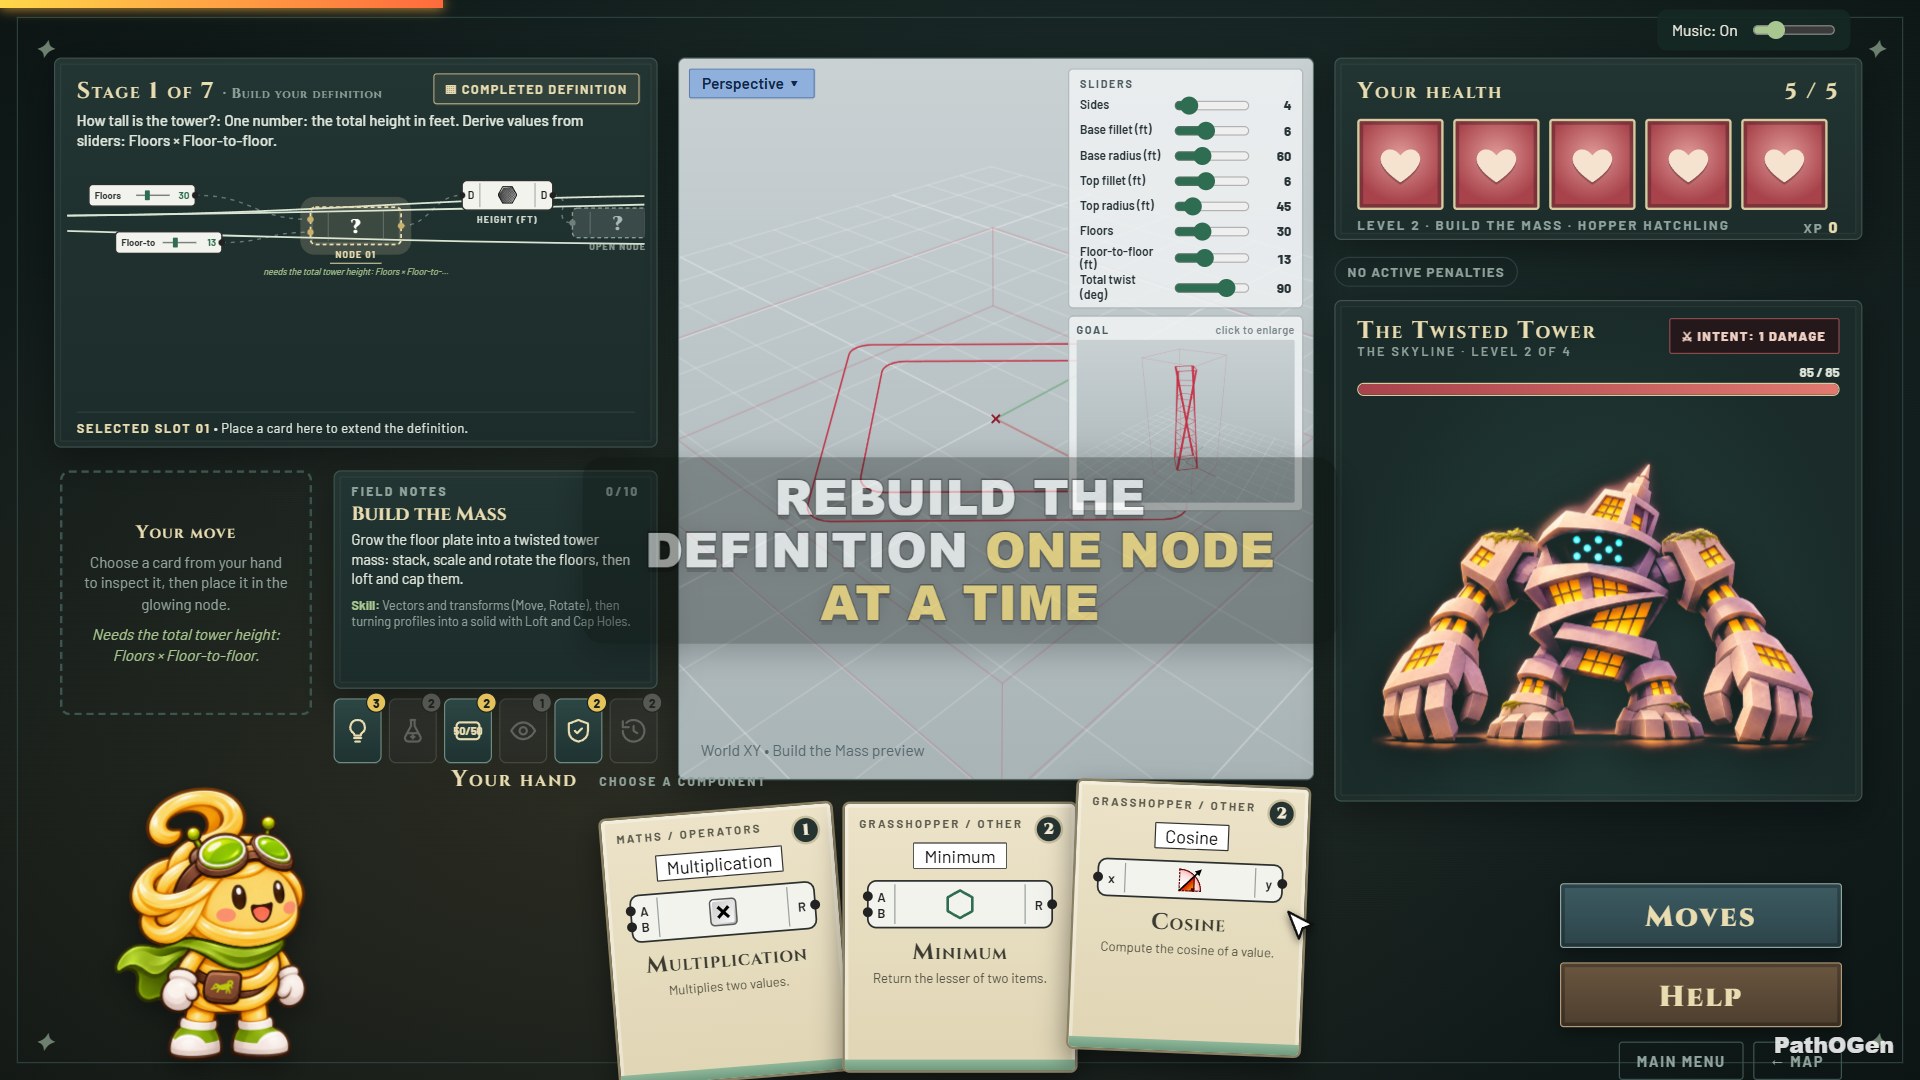 Music: On
STAGE 1 OF 7 · BUILD YOUR DEFINITION
COMPLETED DEFINITION
How tall is the tower?: One number: the total height in feet. Derive values from
sliders: Floors × Floor-to-floor.
Floors 30
Floor-to 13
?
NODE 01
needs the total tower height: Floors × Floor-to-...
D D
HEIGHT (FT)
?
OPEN NODE
SELECTED SLOT 01 • Place a card here to extend the definition.
Perspective
SLIDERS
Sides 4
Base fillet (ft) 6
Base radius (ft) 60
Top fillet (ft) 6
Top radius (ft) 45
Floors 30
Floor-to-floor
(ft) 13
Total twist
(deg) 90
GOAL click to enlarge
World XY • Build the Mass preview
REBUILD THE
DEFINITION ONE NODE
AT A TIME
YOUR HEALTH 5 / 5
LEVEL 2 · BUILD THE MASS · HOPPER HATCHLING XP 0
NO ACTIVE PENALTIES
THE TWISTED TOWER
THE SKYLINE · LEVEL 2 OF 4
INTENT: 1 DAMAGE
85 / 85
YOUR MOVE
Choose a card from your hand
to inspect it, then place it in the
glowing node.
Needs the total tower height:
Floors × Floor-to-floor.
FIELD NOTES 0/10
BUILD THE MASS
Grow the floor plate into a twisted tower
mass: stack, scale and rotate the floors, then
loft and cap them.
Skill: Vectors and transforms (Move, Rotate), then
turning profiles into a solid with Loft and Cap Holes.
3 2 2 1 2 2
50/50
YOUR HAND CHOOSE A COMPONENT
MATHS / OPERATORS 1
Multiplication
A
B
R
MULTIPLICATION
Multiplies two values.
GRASSHOPPER / OTHER 2
Minimum
A
B
R
MINIMUM
Return the lesser of two items.
GRASSHOPPER / OTHER 2
Cosine
x y
COSINE
Compute the cosine of a value.
MOVES
HELP
MAIN MENU
← MAP
PathOGen